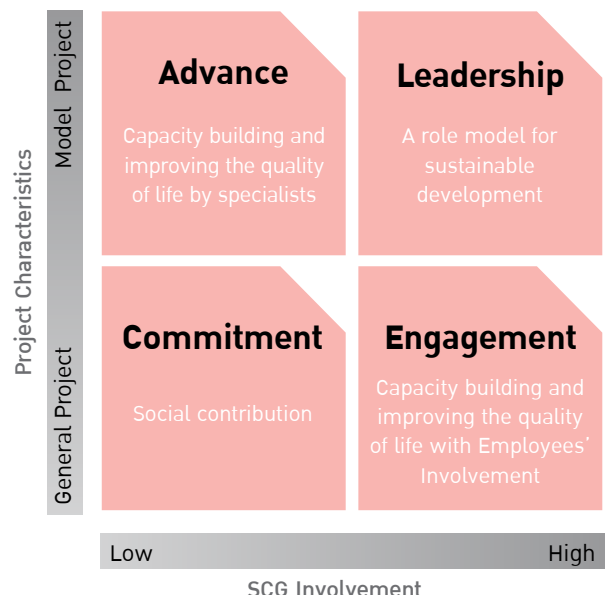 Project Characteristics
Model Project
General Project
Advance
Capacity building and
improving the quality
of life by specialists
Leadership
A role model for
sustainable
development
Commitment
Social contribution
Engagement
Capacity building and
improving the quality
of life with Employees’
Involvement
Low
High
SCG Involvement